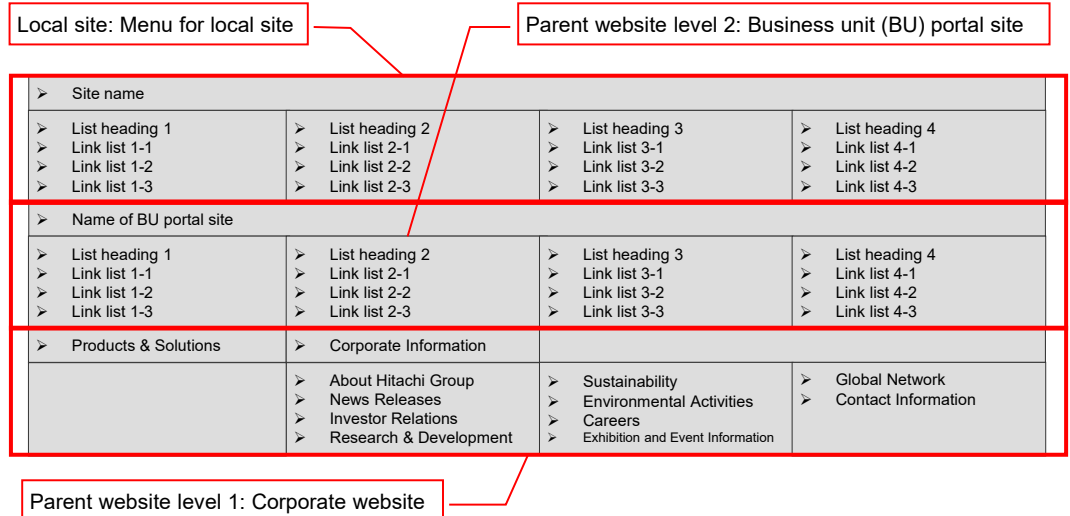 Local site: Menu for local site
Parent website level 2: Business unit (BU) portal site
➢ Site name
➢ List heading 1
➢ Link list 1-1
➢ Link list 1-2
➢ Link list 1-3
➢ List heading 2
➢ Link list 2-1
➢ Link list 2-2
➢ Link list 2-3
➢ List heading 3
➢ Link list 3-1
➢ Link list 3-2
➢ Link list 3-3
➢ List heading 4
➢ Link list 4-1
➢ Link list 4-2
➢ Link list 4-3
➢ Name of BU portal site
➢ List heading 1
➢ Link list 1-1
➢ Link list 1-2
➢ Link list 1-3
➢ List heading 2
➢ Link list 2-1
➢ Link list 2-2
➢ Link list 2-3
➢ List heading 3
➢ Link list 3-1
➢ Link list 3-2
➢ Link list 3-3
➢ List heading 4
➢ Link list 4-1
➢ Link list 4-2
➢ Link list 4-3
➢ Products & Solutions
➢ Corporate Information
➢ About Hitachi Group
➢ News Releases
➢ Investor Relations
➢ Research & Development
➢ Sustainability
➢ Environmental Activities
➢ Careers
➢ Exhibition and Event Information
➢ Global Network
➢ Contact Information
Parent website level 1: Corporate website